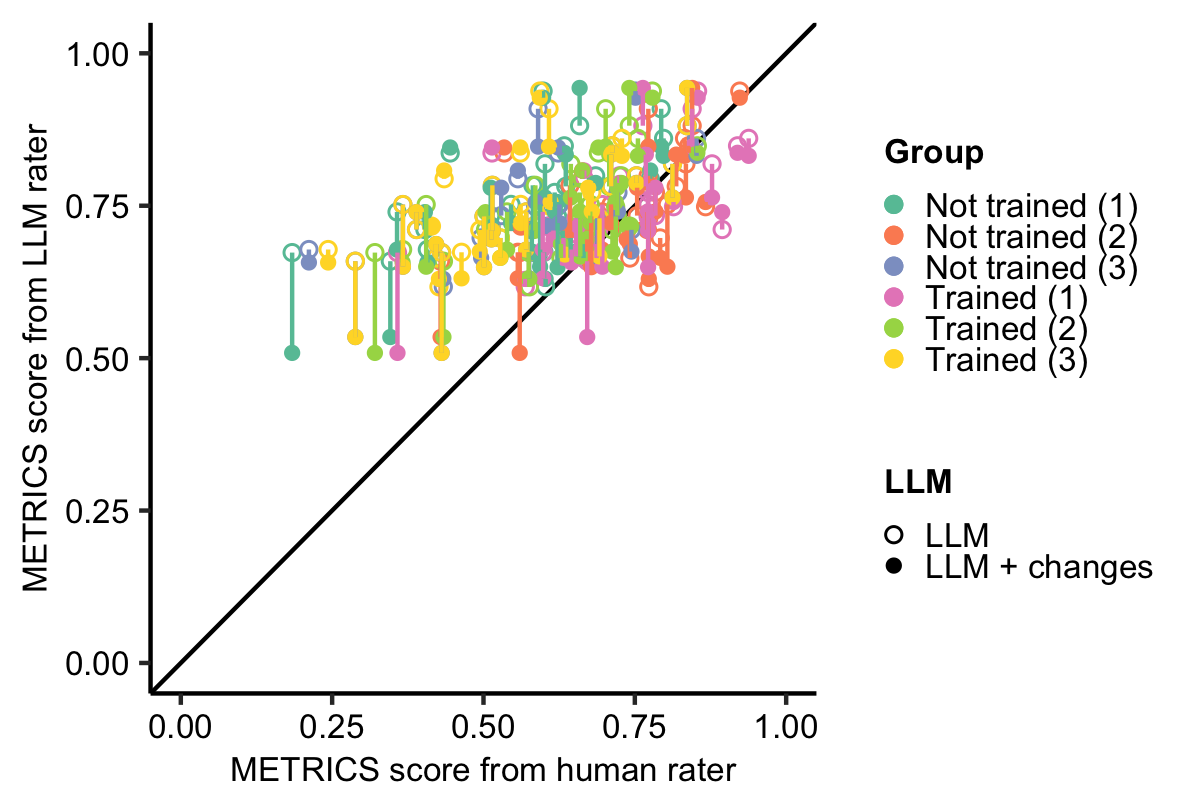 METRICS score from LLM rater
1.00
0.75
0.50
0.25
0.00
0.00 0.25 0.50 0.75 1.00
METRICS score from human rater
Group
Not trained (1)
Not trained (2)
Not trained (3)
Trained (1)
Trained (2)
Trained (3)
LLM
LLM
LLM + changes